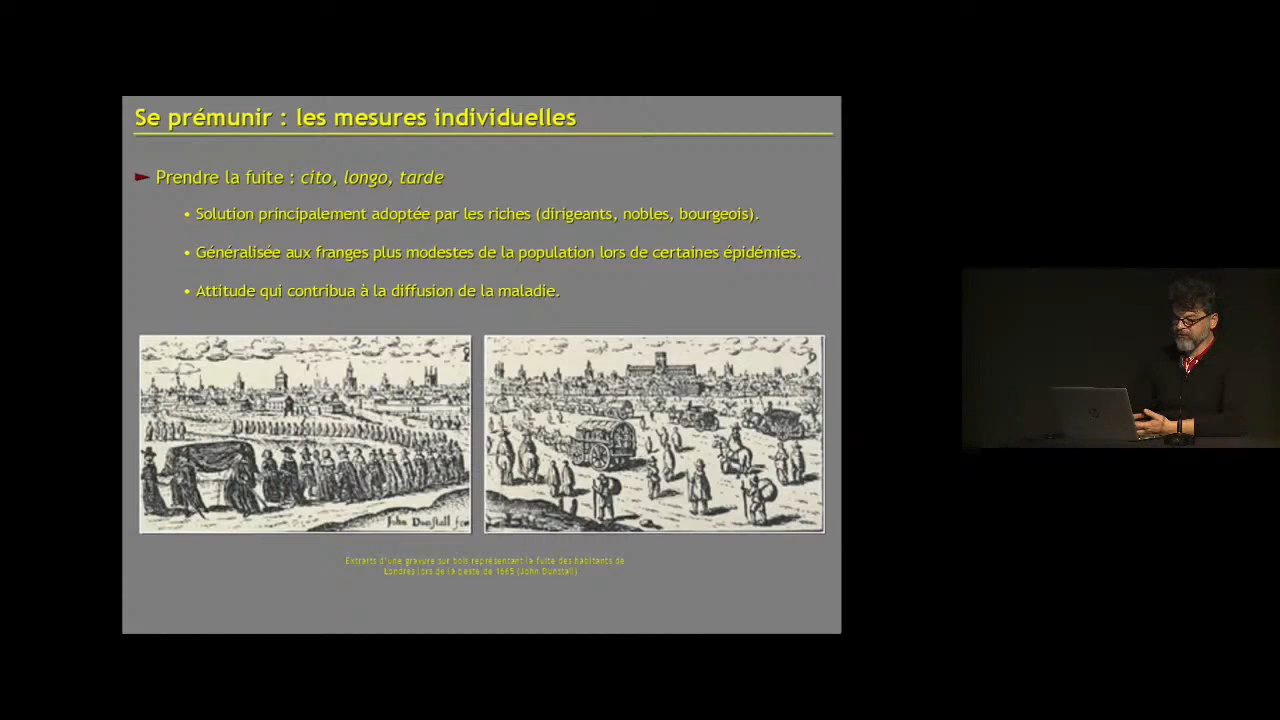 Se prémunir : les mesures individuelles
► Prendre la fuite : cito, longo, tarde
• Solution principalement adoptée par les riches (dirigeants, nobles, bourgeois).
• Généralisée aux franges plus modestes de la population lors de certaines épidémies.
• Attitude qui contribua à la diffusion de la maladie.
8
9
John Dunstall fe
Extraits d'une gravure sur bois représentant la fuite des habitants de
Londres lors de la peste de 1665 (John Dunstall)